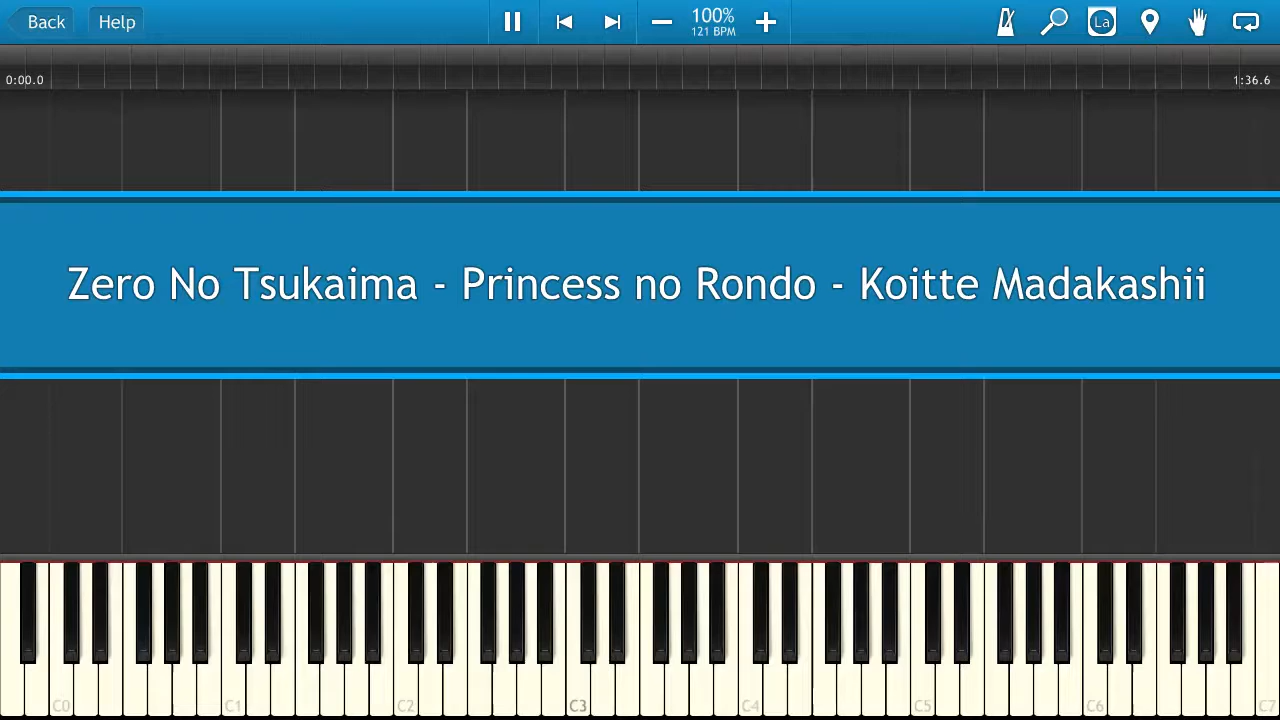 Back Help 100% La
121 BPM
0:00.0 1:36.6
Zero No Tsukaima - Princess no Rondo - Koitte Madakashii
C0 C1 C2 C3 C4 C5 C6 C7